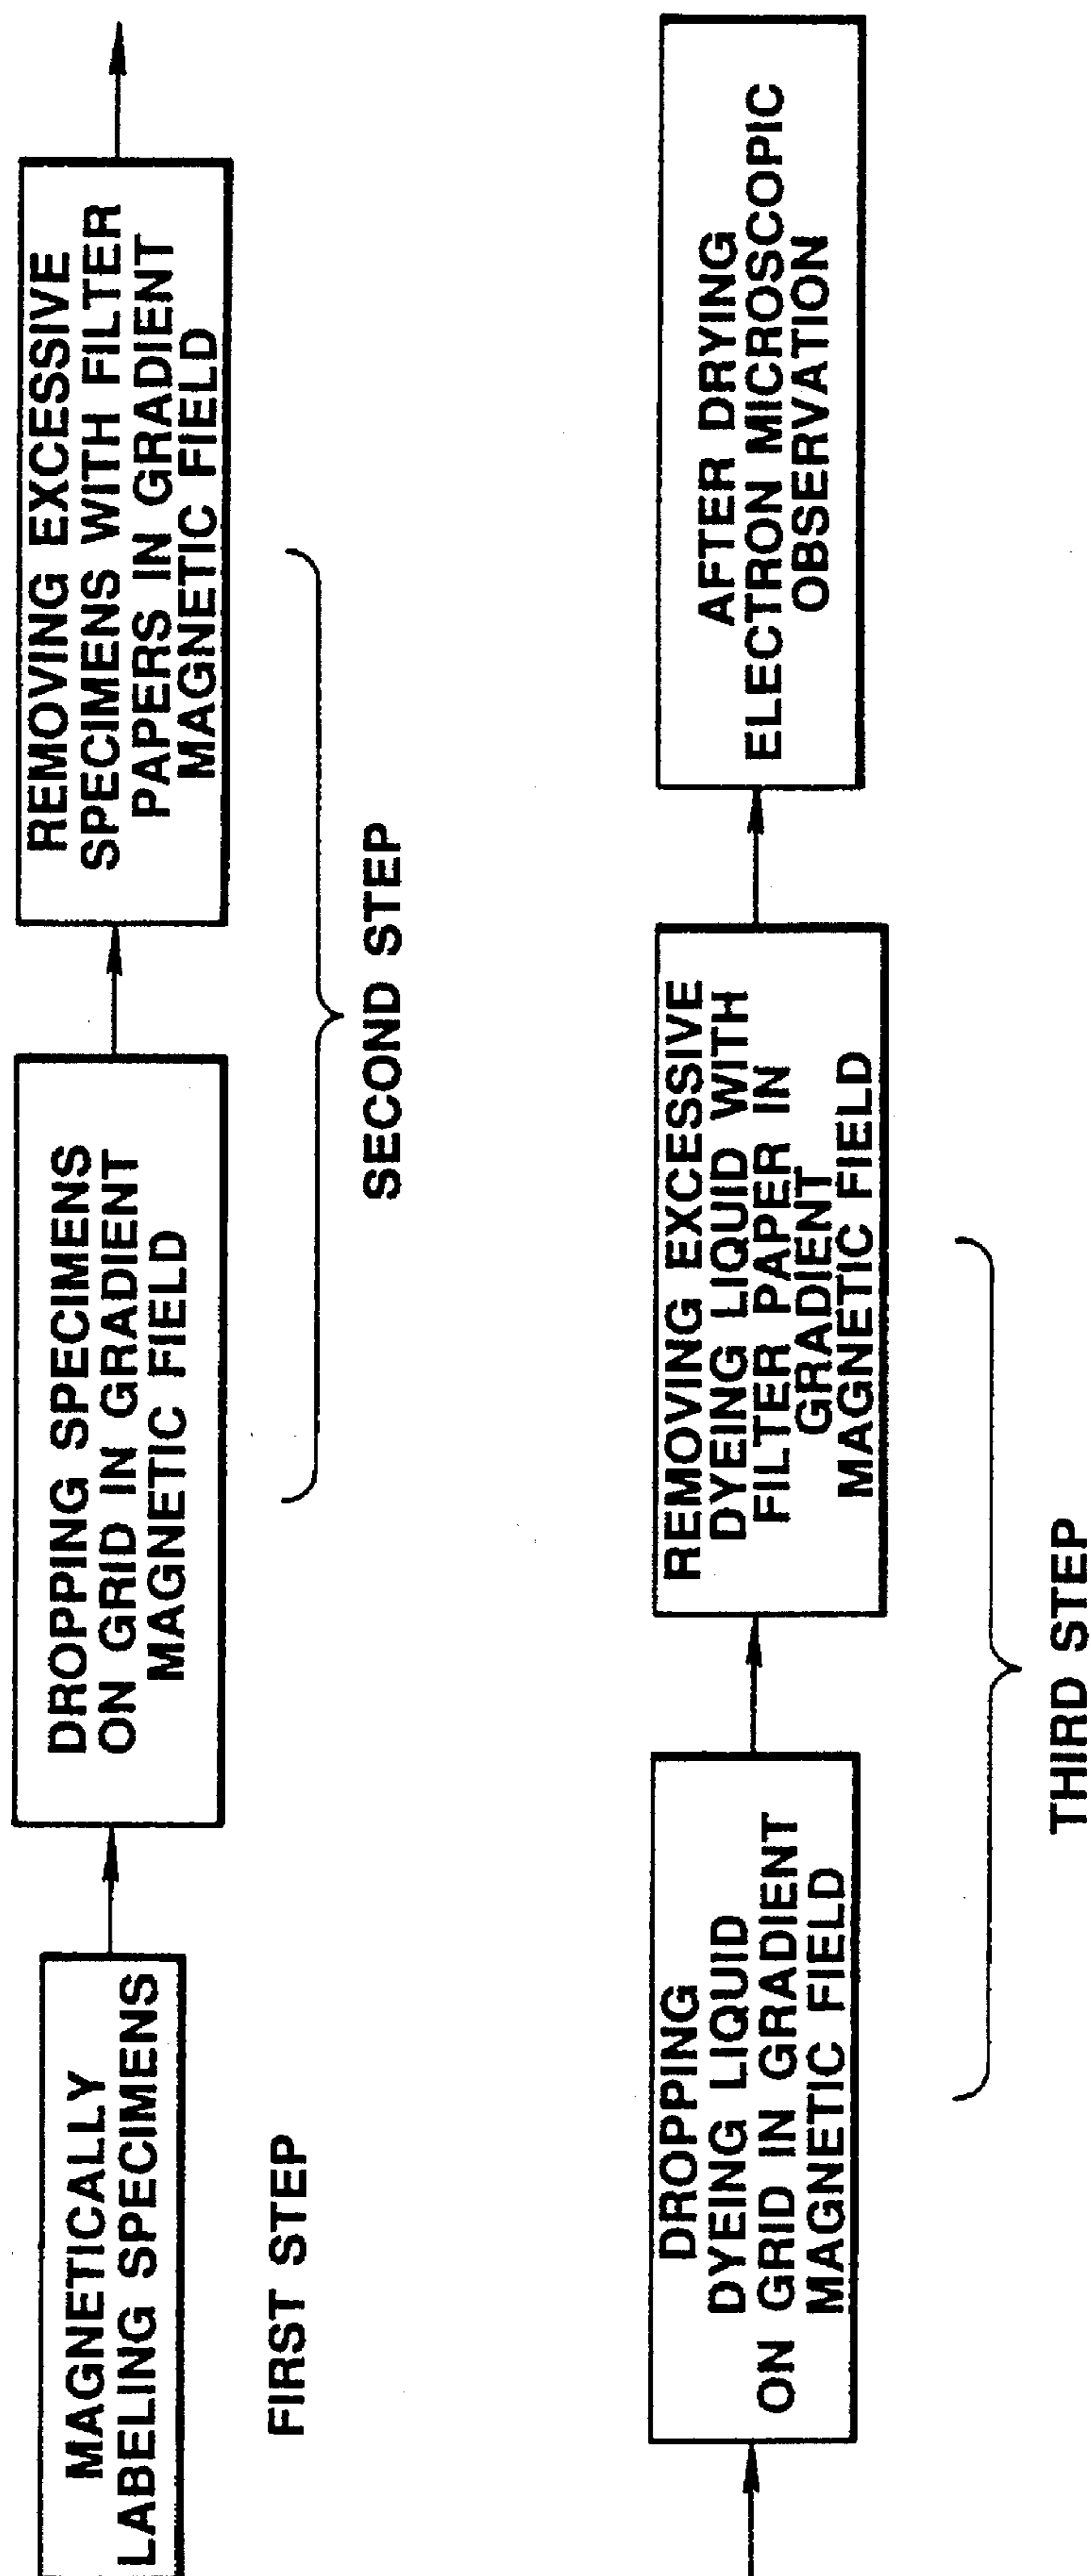 MAGNETICALLY
LABELING SPECIMENS
FIRST STEP
DROPPING SPECIMENS
ON GRID IN GRADIENT
MAGNETIC FIELD
REMOVING EXCESSIVE
SPECIMENS WITH FILTER
PAPERS IN GRADIENT
MAGNETIC FIELD
SECOND STEP
DROPPING
DYEING LIQUID
ON GRID IN GRADIENT
MAGNETIC FIELD
REMOVING EXCESSIVE
DYEING LIQUID WITH
FILTER PAPER IN
GRADIENT
MAGNETIC FIELD
THIRD STEP
AFTER DRYING
ELECTRON MICROSCOPIC
OBSERVATION